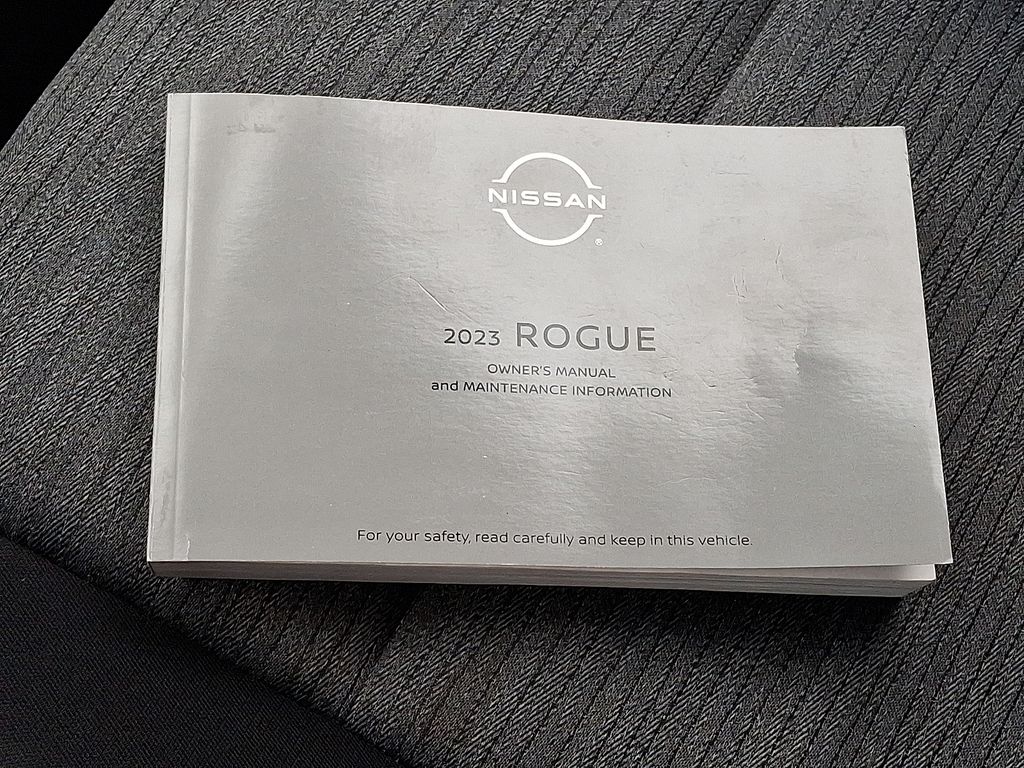 NISSAN
®
2023 ROGUE
OWNER'S MANUAL
and MAINTENANCE INFORMATION
For your safety, read carefully and keep in this vehicle.